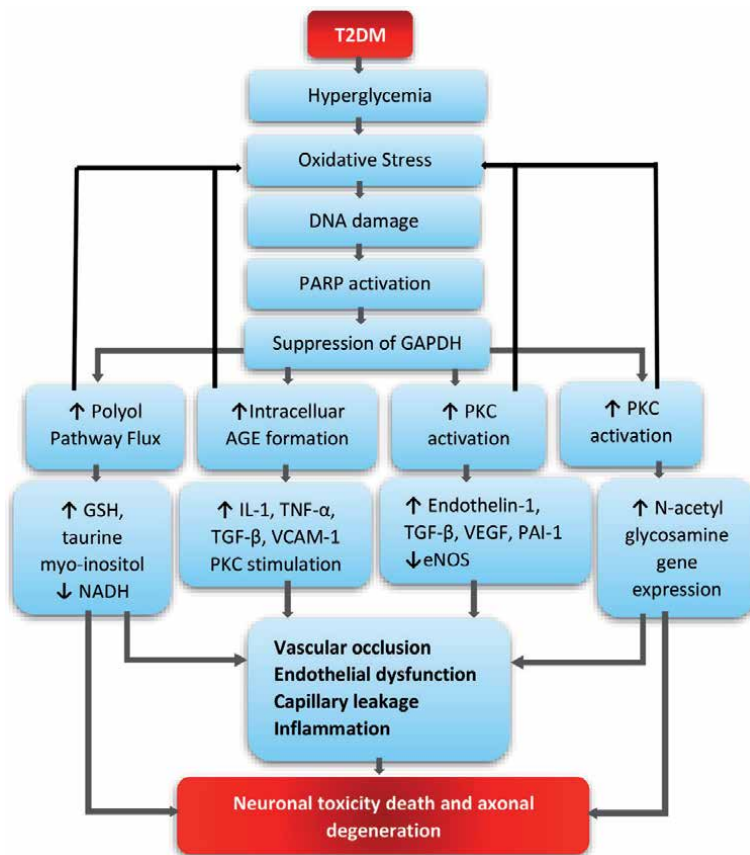 T2DM
Hyperglycemia
Oxidative Stress
DNA damage
PARP activation
Suppression of GAPDH
↑ Polyol
Pathway Flux
↑Intracelluar
AGE formation
↑ PKC
activation
↑ PKC
activation
↑ GSH,
taurine
myo-inositol
↓ NADH
↑ IL-1, TNF-α,
TGF-β, VCAM-1
PKC stimulation
↑ Endothelin-1,
TGF-β, VEGF, PAI-1
↓eNOS
↑ N-acetyl
glycosamine
gene
expression
Vascular occlusion
Endothelial dysfunction
Capillary leakage
Inflammation
Neuronal toxicity death and axonal
degeneration